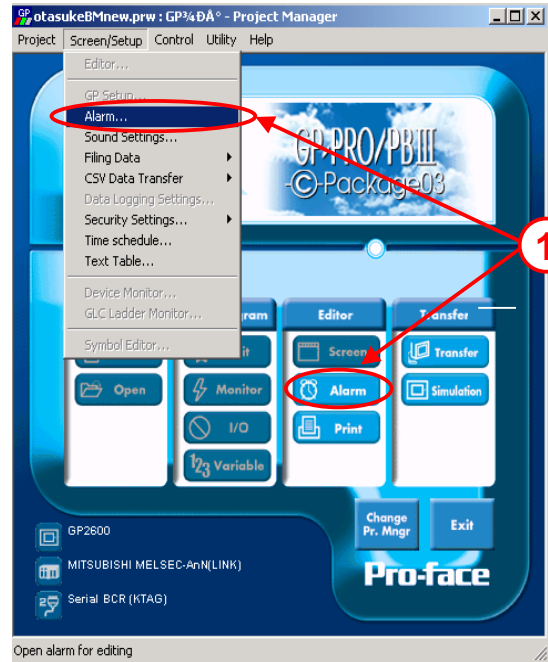 otasukeBMnew.prw : GP¾ÐÅ° - Project Manager
Project Screen/Setup Control Utility Help
Editor...
GP Setup...
Alarm...
Sound Settings...
Filing Data
CSV Data Transfer
Data Logging Settings...
Security Settings...
Time schedule...
Text Table...
Device Monitor...
GLC Ladder Monitor...
Symbol Editor...
GP-PRO/PBIII
-C-Package03
1
Editor
Transfer
Screen
Transfer
Open
Monitor
Alarm
Simulation
I/O
Print
123 Variable
Change
Pr. Mngr
Exit
GP2600
MITSUBISHI MELSEC-AnN(LINK)
Serial BCR (KTAG)
Pro-face
Open alarm for editing